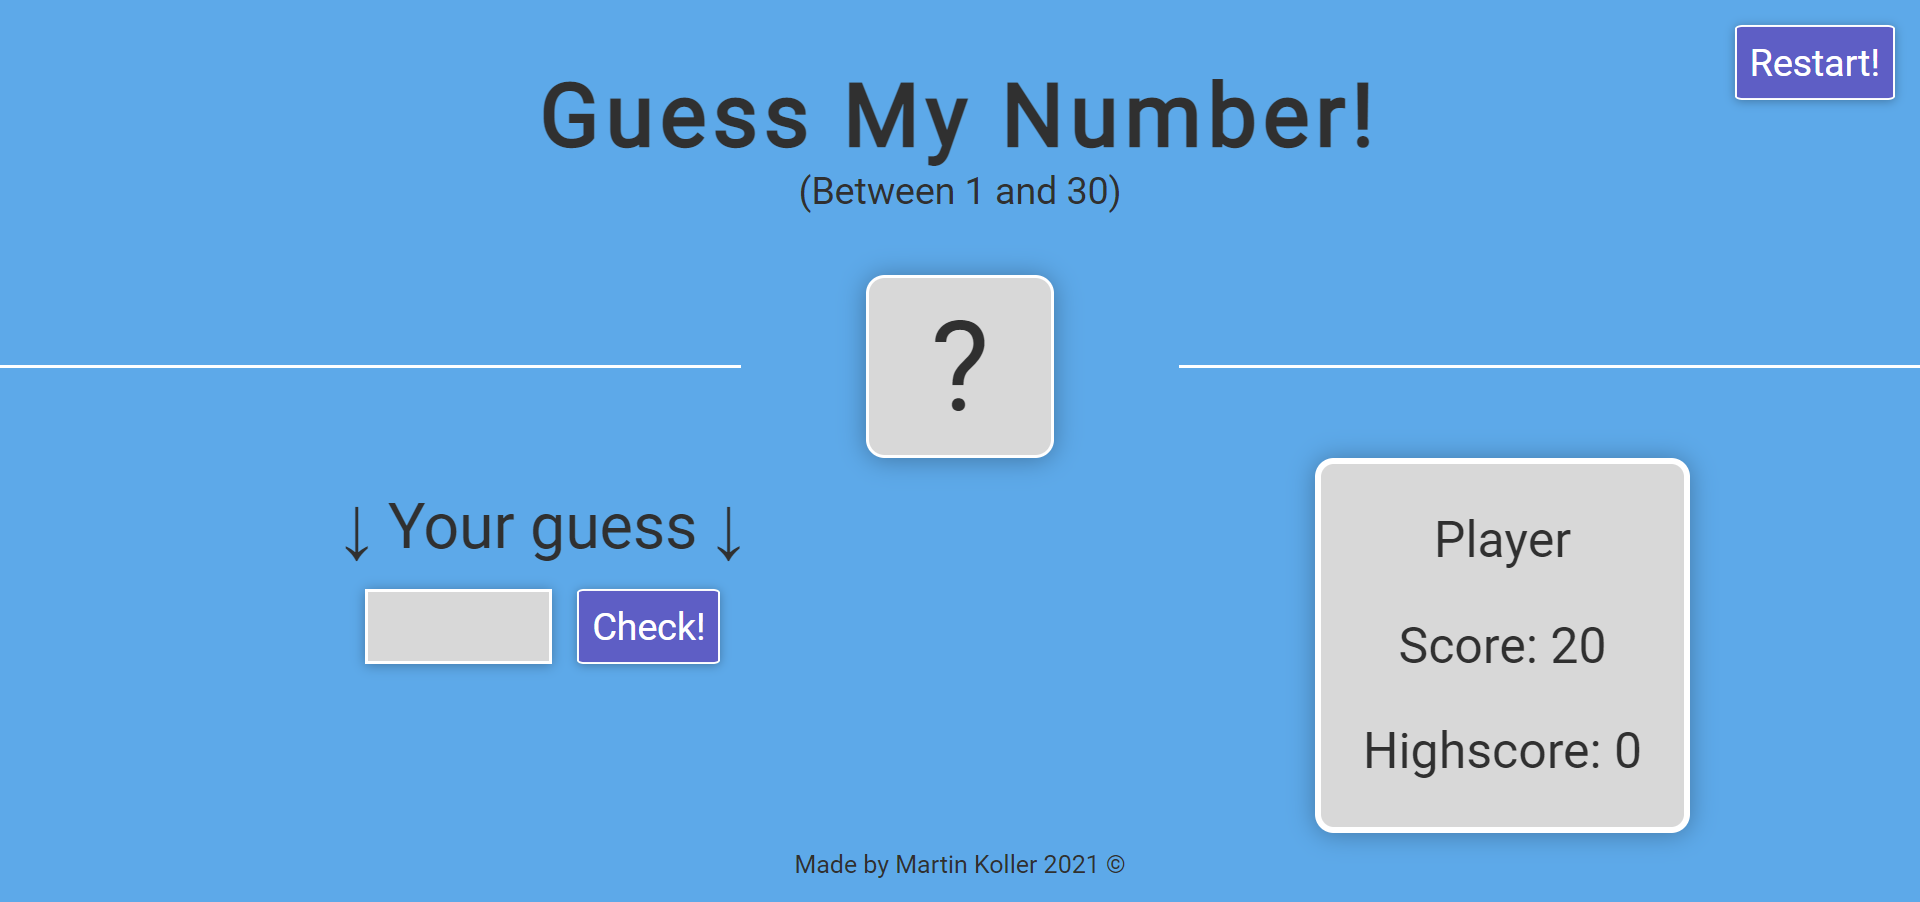 Restart!
Guess My Number!
(Between 1 and 30)
?
↓ Your guess ↓
Check!
Player
Score: 20
Highscore: 0
Made by Martin Koller 2021 ©